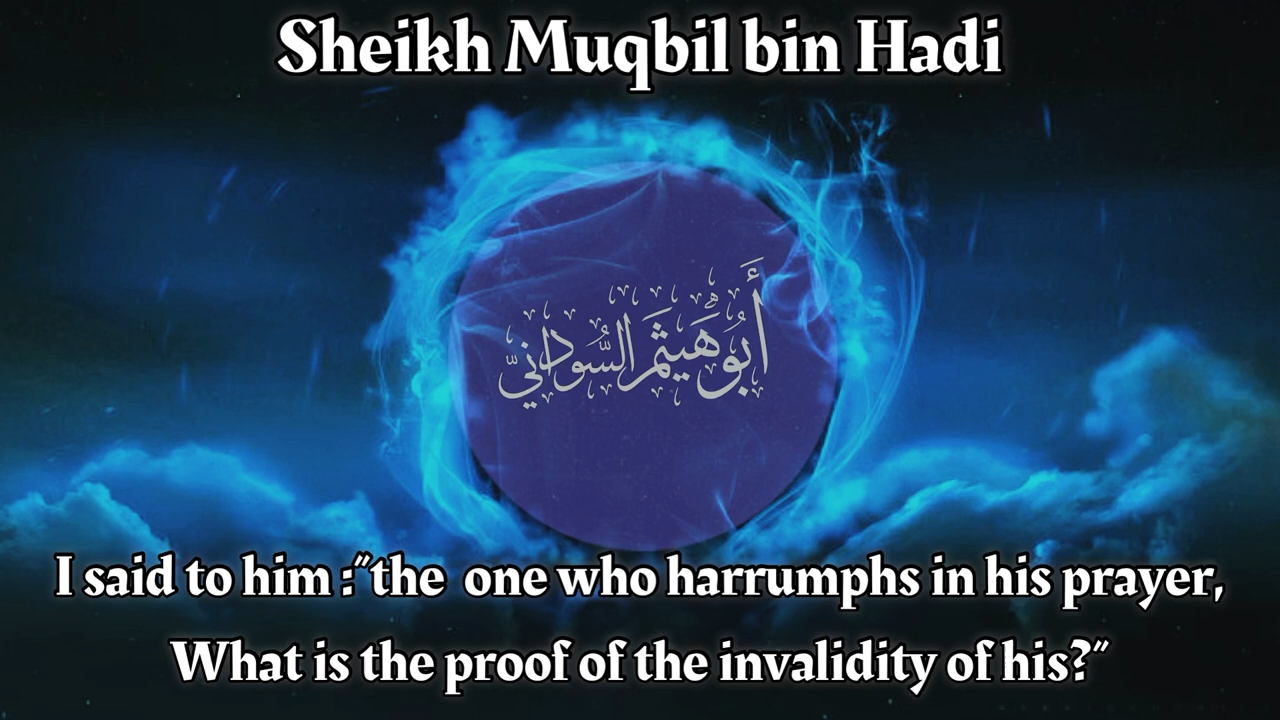 Sheikh Muqbil bin Hadi
أَبُو هَيْثَم السُّودَانِيّ
I said to him :"the one who harrumphs in his prayer,
What is the proof of the invalidity of his?"